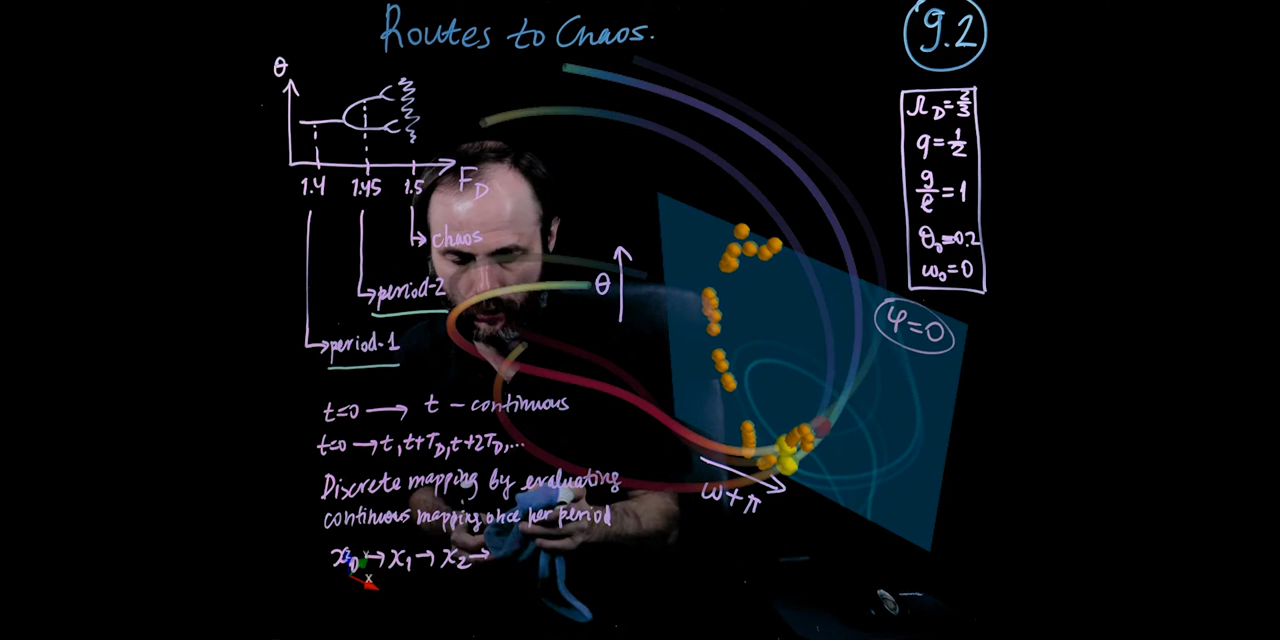 Routes to Chaos.
9.2
θ
1.4 1.45 1.5 F_D
chaos
period-2
period-1
Ω_D = 2/3
q = 1/2
g/ℓ = 1
θ_0 = 0.2
ω_0 = 0
θ
φ=0
ω+π
t=0 → t - continuous
t=0 → t, t+T_D, t+2T_D, ...
Discrete mapping by evaluating
continuous mapping once per period
x_0 → x_1 → x_2 →
Y
X